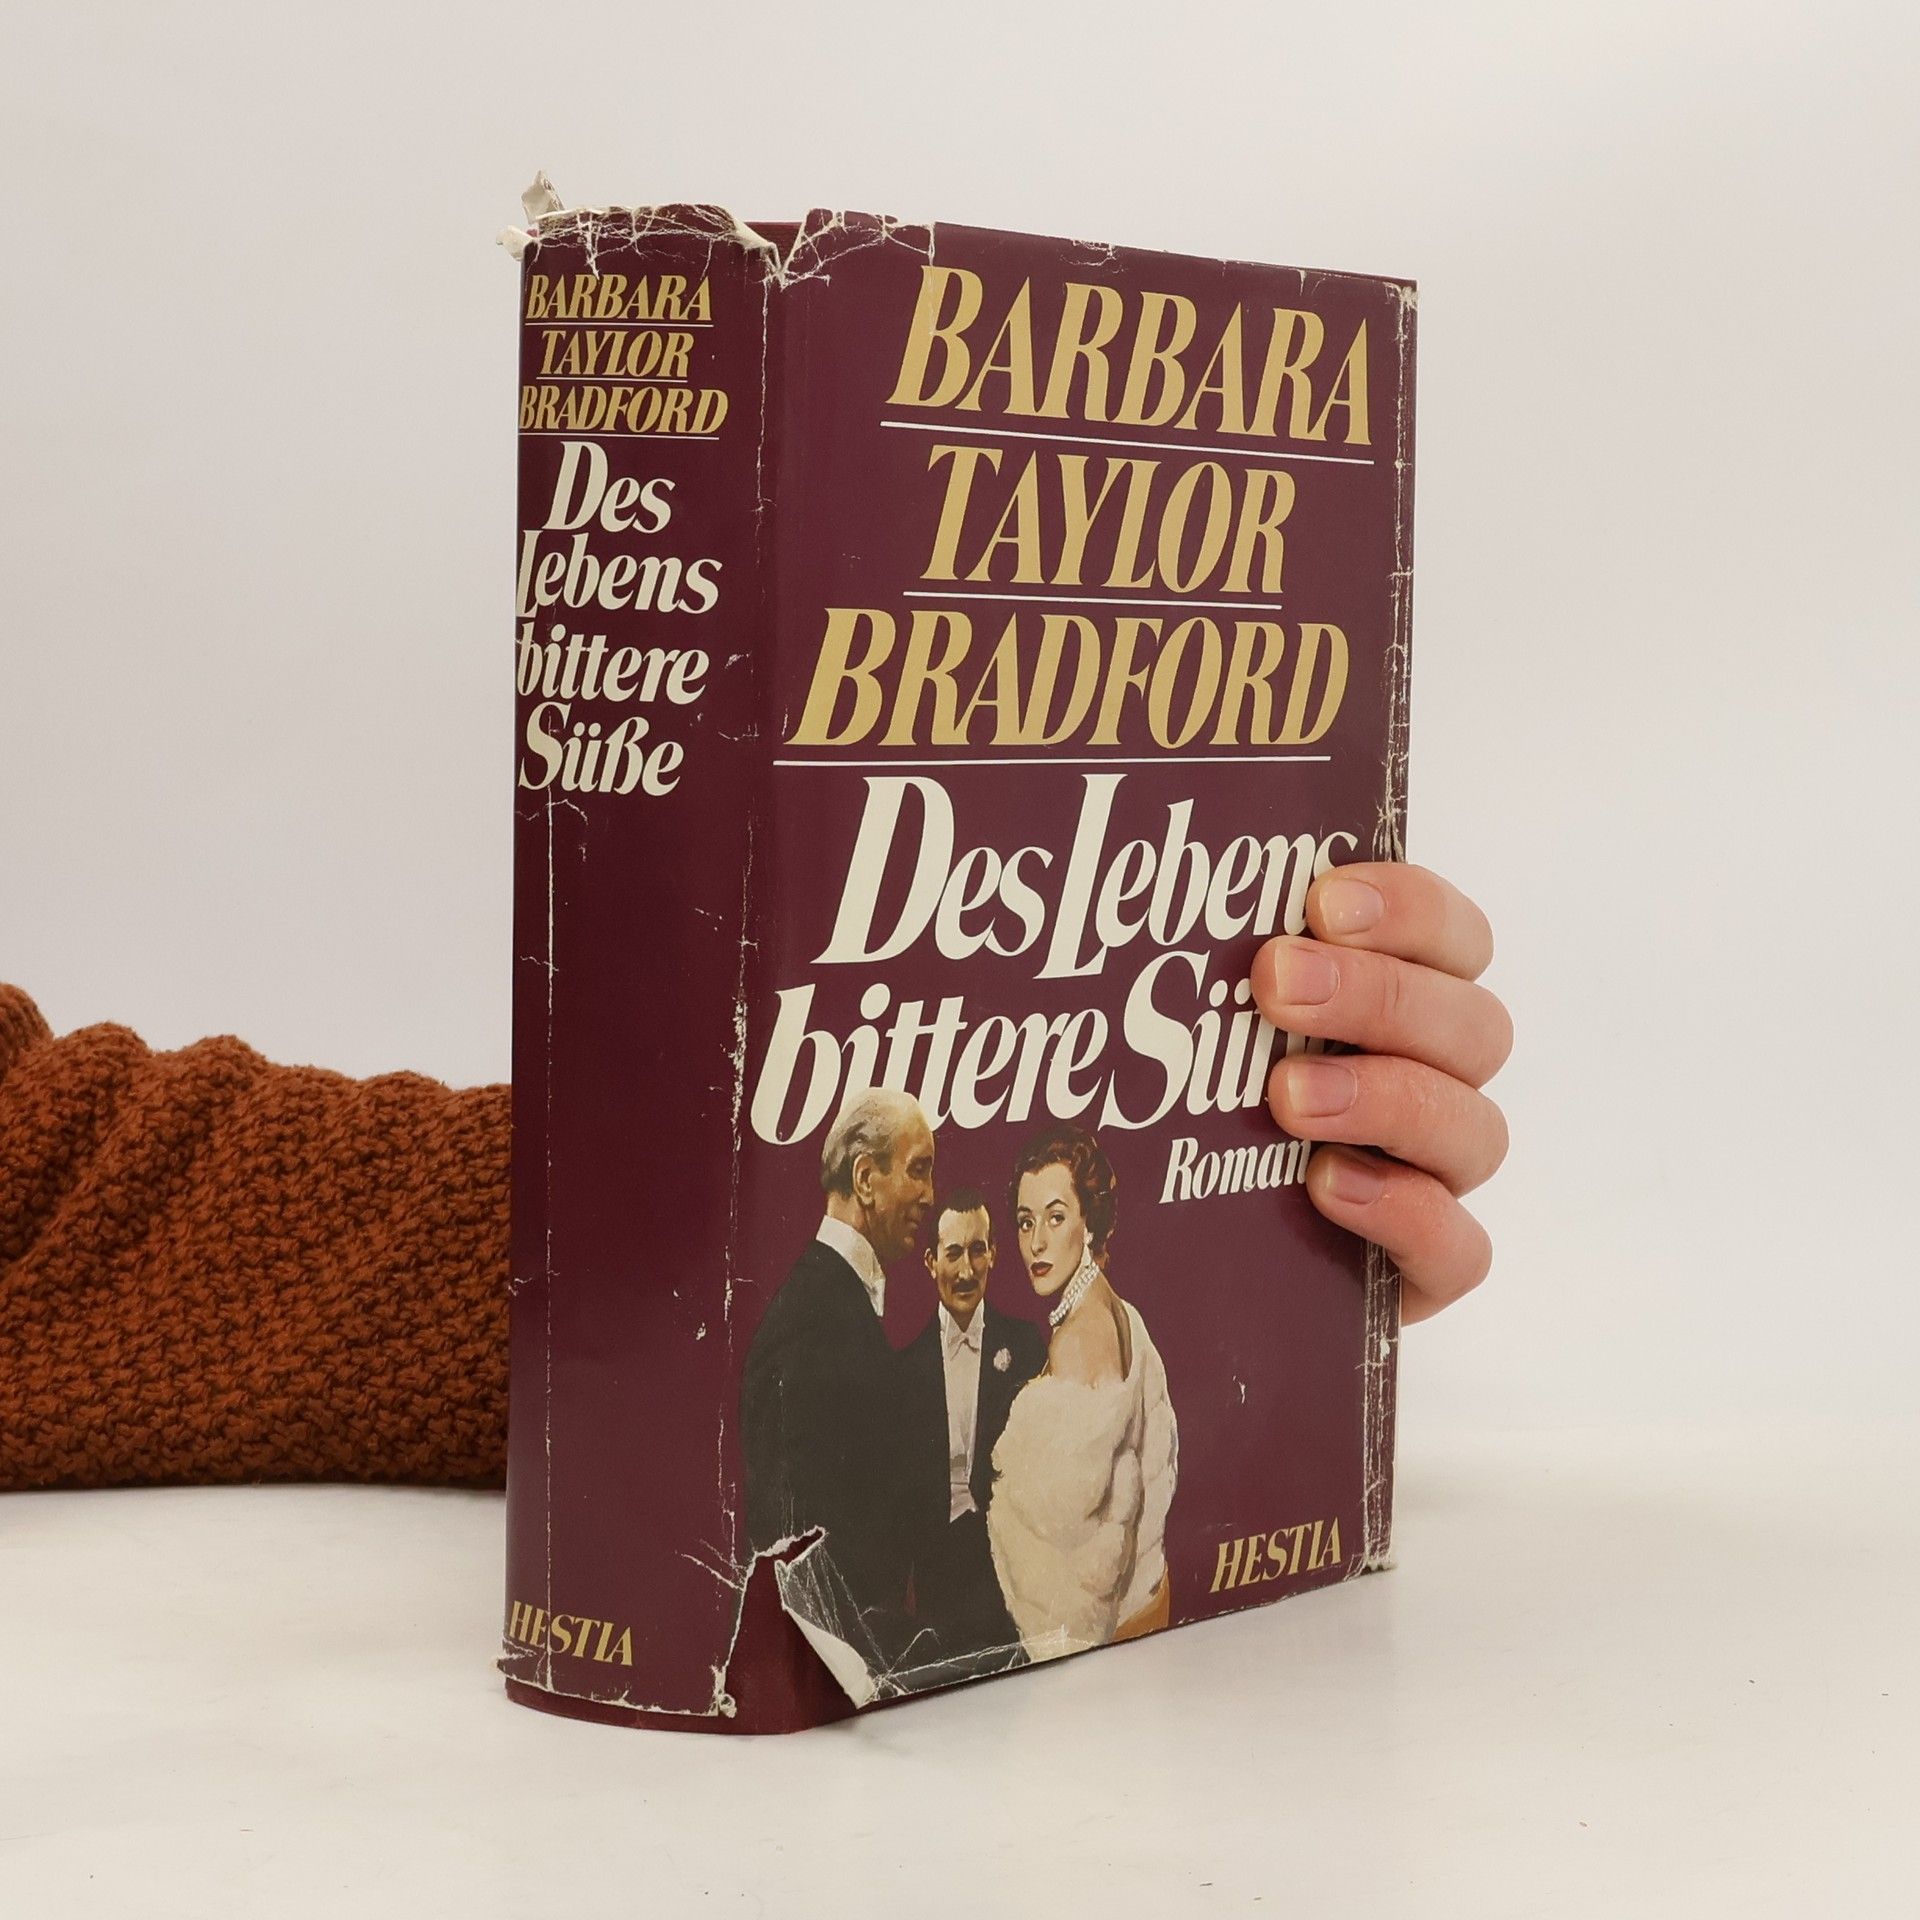 BARBARA
TAYLOR
BRADFORD
Des
Lebens
bittere
Süße
HESTIA
BARBARA
TAYLOR
BRADFORD
Des Lebens
bittere
Roman
HESTIA